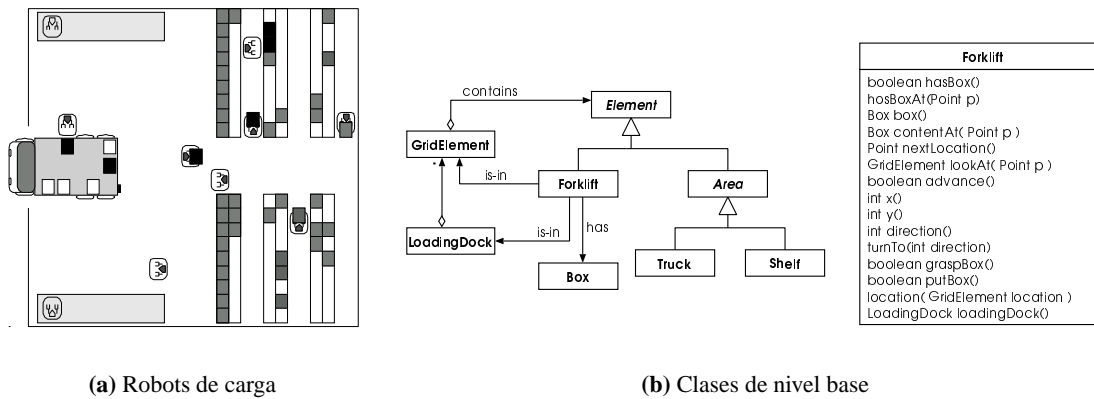 contains
Element
GridElement
*
is-in
Forklift
Area
is-in
has
LoadingDock
Truck
Shelf
Box
Forklift
boolean hasBox()
hosBoxAt(Point p)
Box box()
Box contentAt( Point p )
Point nextLocation()
GridElement lookAt( Point p )
boolean advance()
int x()
int y()
int direction()
turnTo(int direction)
boolean graspBox()
boolean putBox()
location( GridElement location )
LoadingDock loadingDock()
(a) Robots de carga
(b) Clases de nivel base